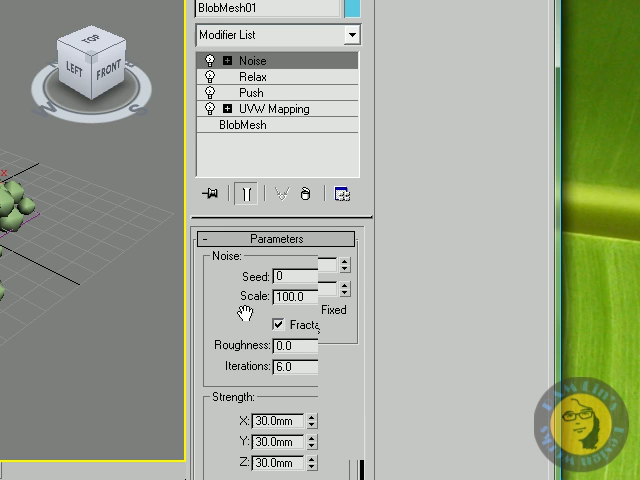 BlobMesh01
Modifier List
Noise
Relax
Push
UVW Mapping
BlobMesh
TOP
LEFT
FRONT
S
x
- Parameters
Noise:
Seed: 0
Scale: 100.0
Fixed
Fracta
Roughness: 0.0
Iterations: 6.0
Strength:
X: 30.0mm
Y: 30.0mm
Z: 30.0mm